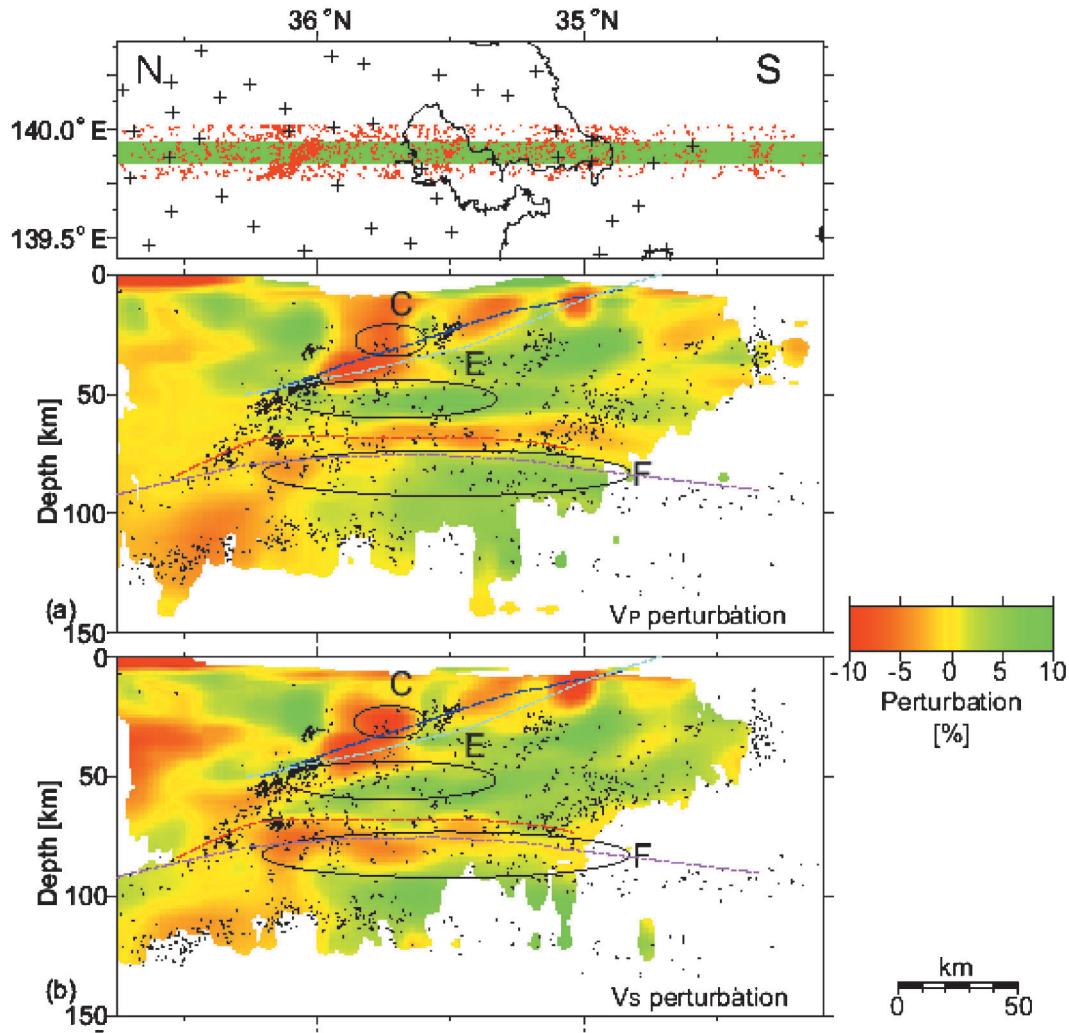 36 °N 35 °N
N S
140.0° E
139.5° E
0
50
100
150
Depth [km]
C
E
F
(a)
VP perturbation
0
50
100
150
Depth [km]
C
E
F
(b)
VS perturbation
-10 -5 0 5 10
Perturbation
[%]
km
0 50